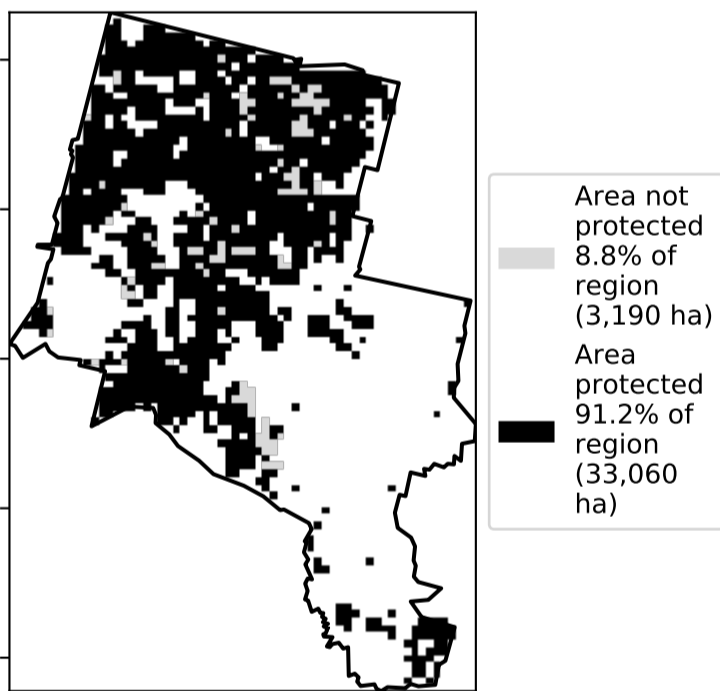 Area not
protected
8.8% of
region
(3,190 ha)
Area
protected
91.2% of
region
(33,060
ha)